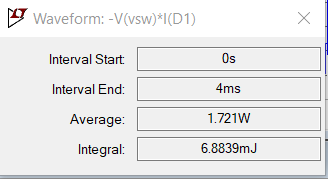 Waveform: -V(vsw)*I(D1)
Interval Start: 0s
Interval End: 4ms
Average: 1.721W
Integral: 6.8839mJ